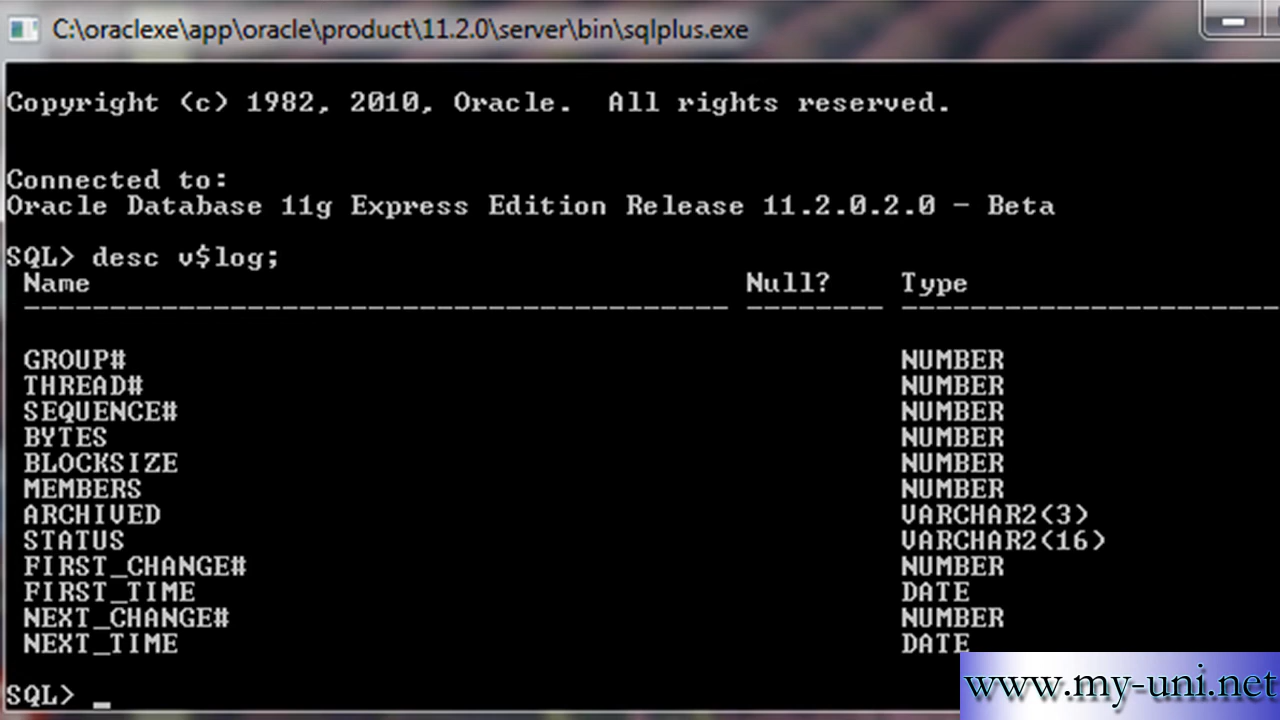 C:\oraclexe\app\oracle\product\11.2.0\server\bin\sqlplus.exe
Copyright (c) 1982, 2010, Oracle.  All rights reserved.
Connected to:
Oracle Database 11g Express Edition Release 11.2.0.2.0 - Beta
SQL> desc v$log;
Name Null? Type
----------------------------------------- -------- ----------------------
GROUP# NUMBER
THREAD# NUMBER
SEQUENCE# NUMBER
BYTES NUMBER
BLOCKSIZE NUMBER
MEMBERS NUMBER
ARCHIVED VARCHAR2(3)
STATUS VARCHAR2(16)
FIRST_CHANGE# NUMBER
FIRST_TIME DATE
NEXT_CHANGE# NUMBER
NEXT_TIME DATE
SQL> _
www.my-uni.net